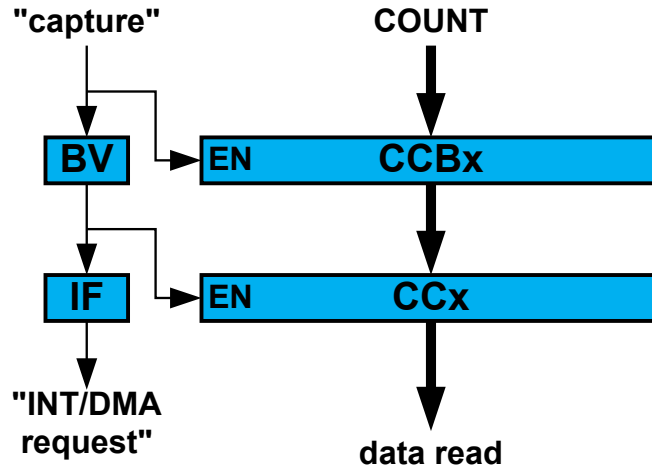 "capture"
COUNT
BV
EN
CCBx
IF
EN
CCx
"INT/DMA
request"
data read